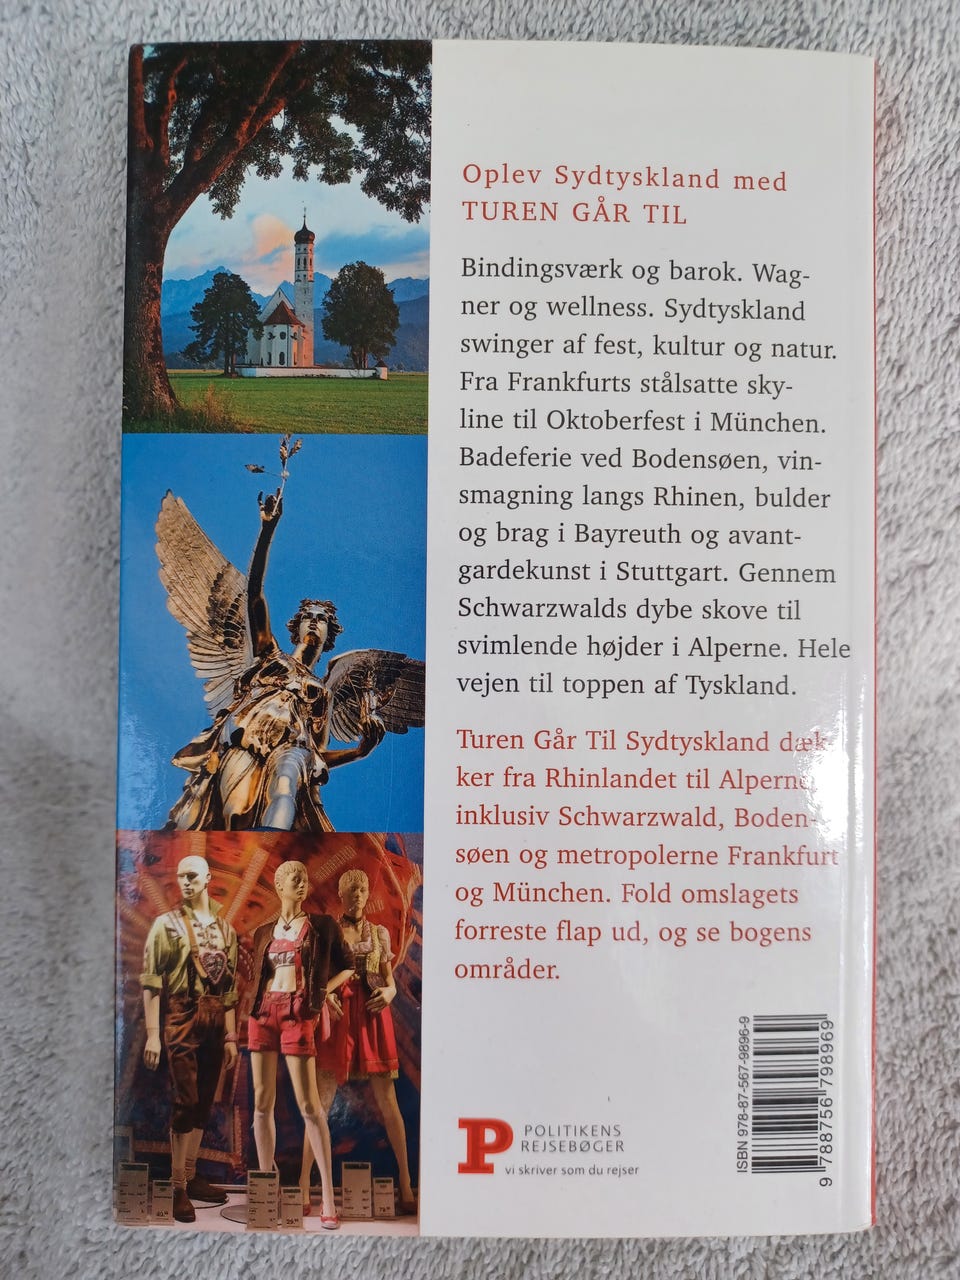 Oplev Sydtyskland med
TUREN GÅR TIL
Bindingsværk og barok. Wag-
ner og wellness. Sydtyskland
swinger af fest, kultur og natur.
Fra Frankfurts stålsatte sky-
line til Oktoberfest i München.
Badeferie ved Bodensøen, vin-
smagning langs Rhinen, bulder
og brag i Bayreuth og avant-
gardekunst i Stuttgart. Gennem
Schwarzwalds dybe skove til
svimlende højder i Alperne. Hele
vejen til toppen af Tyskland.
Turen Går Til Sydtyskland dæk-
ker fra Rhinlandet til Alperne
inklusiv Schwarzwald, Boden-
søen og metropolerne Frankfurt
og München. Fold omslagets
forreste flap ud, og se bogens
områder.
P
POLITIKENS
REJSEBØGER
vi skriver som du rejser
ISBN 978-87-567-9896-9
9 788756 798969